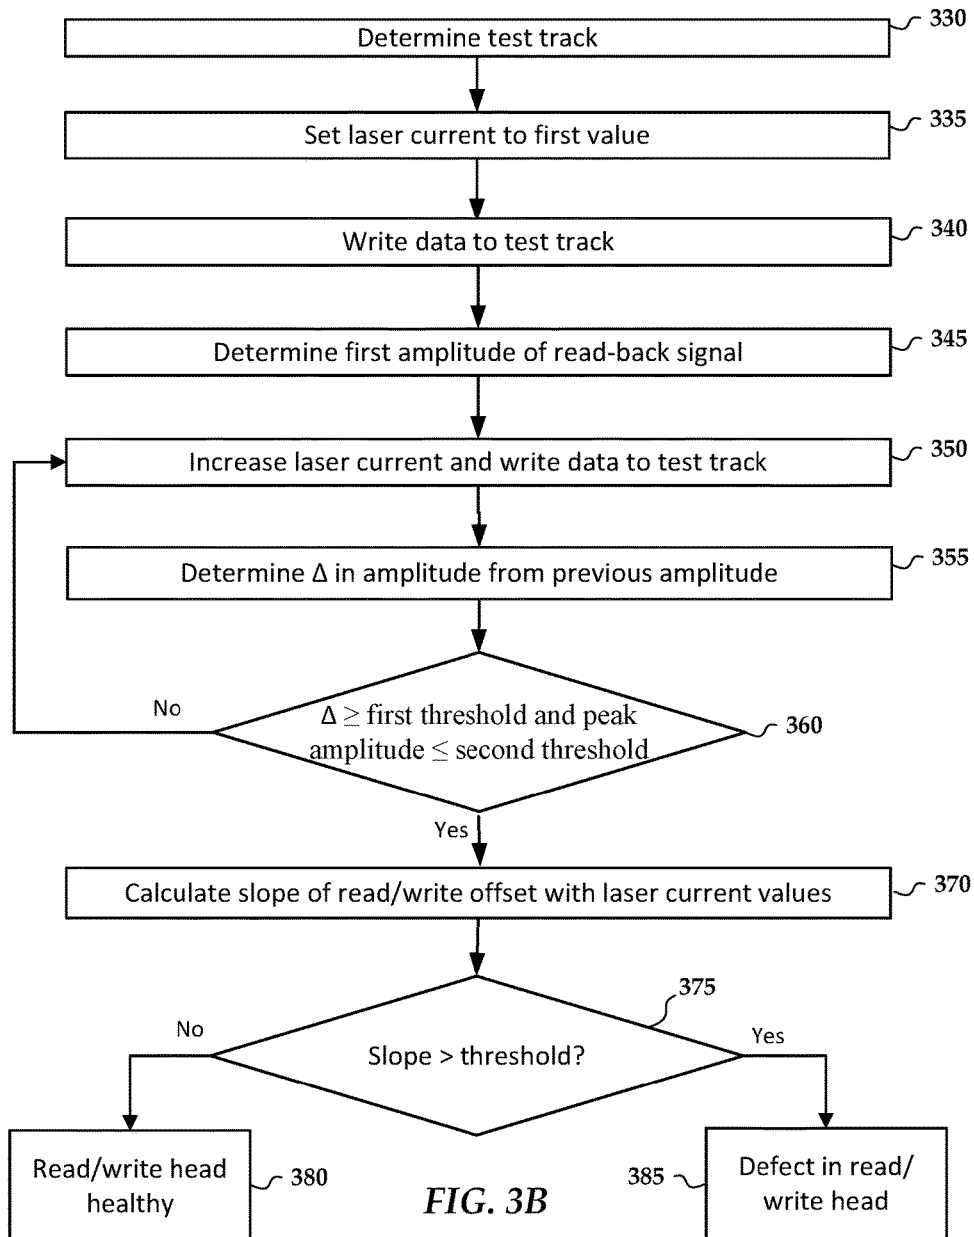 330
Determine test track
335
Set laser current to first value
340
Write data to test track
345
Determine first amplitude of read-back signal
350
Increase laser current and write data to test track
355
Determine Δ in amplitude from previous amplitude
No
Δ ≥ first threshold and peak
amplitude ≤ second threshold
360
Yes
Calculate slope of read/write offset with laser current values
370
375
No
Yes
Slope > threshold?
Read/write head
healthy
380
FIG. 3B
385
Defect in read/
write head